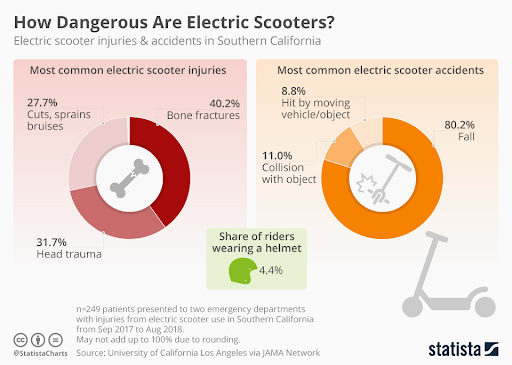 How Dangerous Are Electric Scooters?
Electric scooter injuries & accidents in Southern California
Most common electric scooter injuries
27.7%
Cuts, sprains
bruises
40.2%
Bone fractures
31.7%
Head trauma
Most common electric scooter accidents
8.8%
Hit by moving
vehicle/object
80.2%
Fall
11.0%
Collision
with object
Share of riders
wearing a helmet
4.4%
n=249 patients presented to two emergency departments
with injuries from electric scooter use in Southern California
from Sep 2017 to Aug 2018.
May not add up to 100% due to rounding.
@StatistaCharts
Source: University of California Los Angeles via JAMA Network
statista